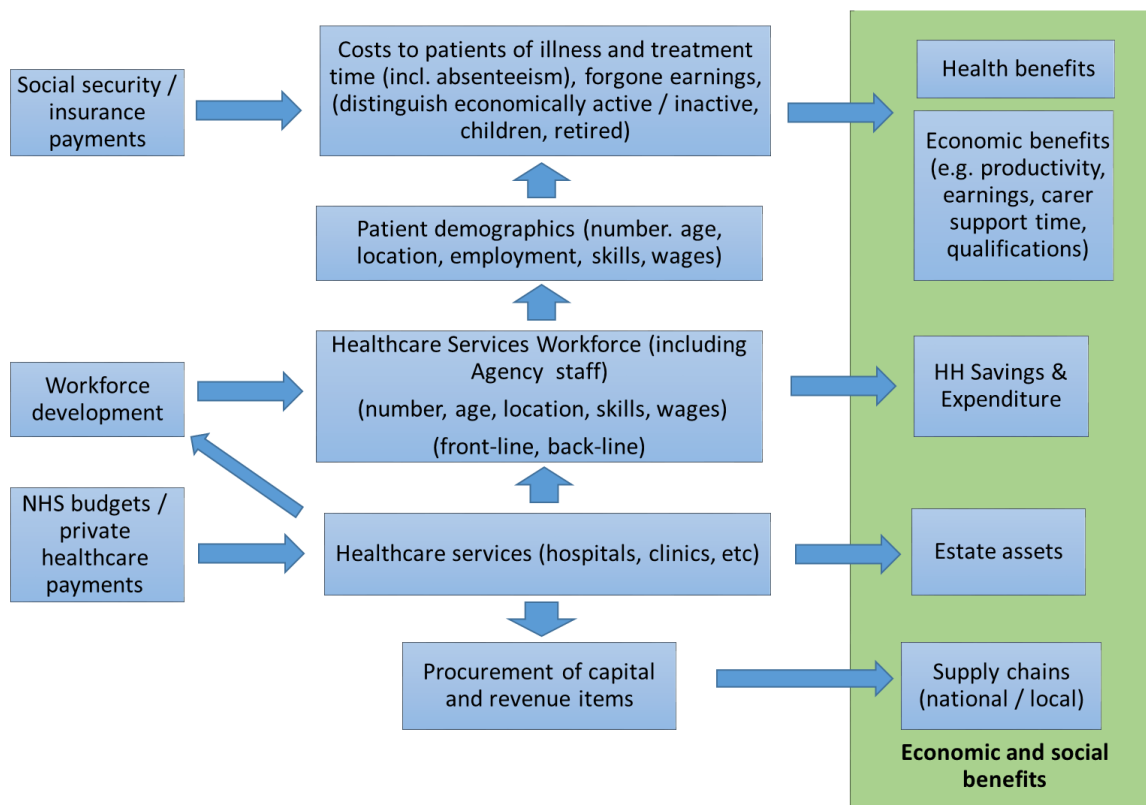 Social security /
insurance
payments
Costs to patients of illness and treatment
time (incl. absenteeism), forgone earnings,
(distinguish economically active / inactive,
children, retired)
Health benefits
Economic benefits
(e.g. productivity,
earnings, carer
support time,
qualifications)
Patient demographics (number. age,
location, employment, skills, wages)
Workforce
development
Healthcare Services Workforce (including
Agency staff)
(number, age, location, skills, wages)
(front-line, back-line)
HH Savings &
Expenditure
NHS budgets /
private
healthcare
payments
Healthcare services (hospitals, clinics, etc)
Estate assets
Procurement of capital
and revenue items
Supply chains
(national / local)
Economic and social
benefits